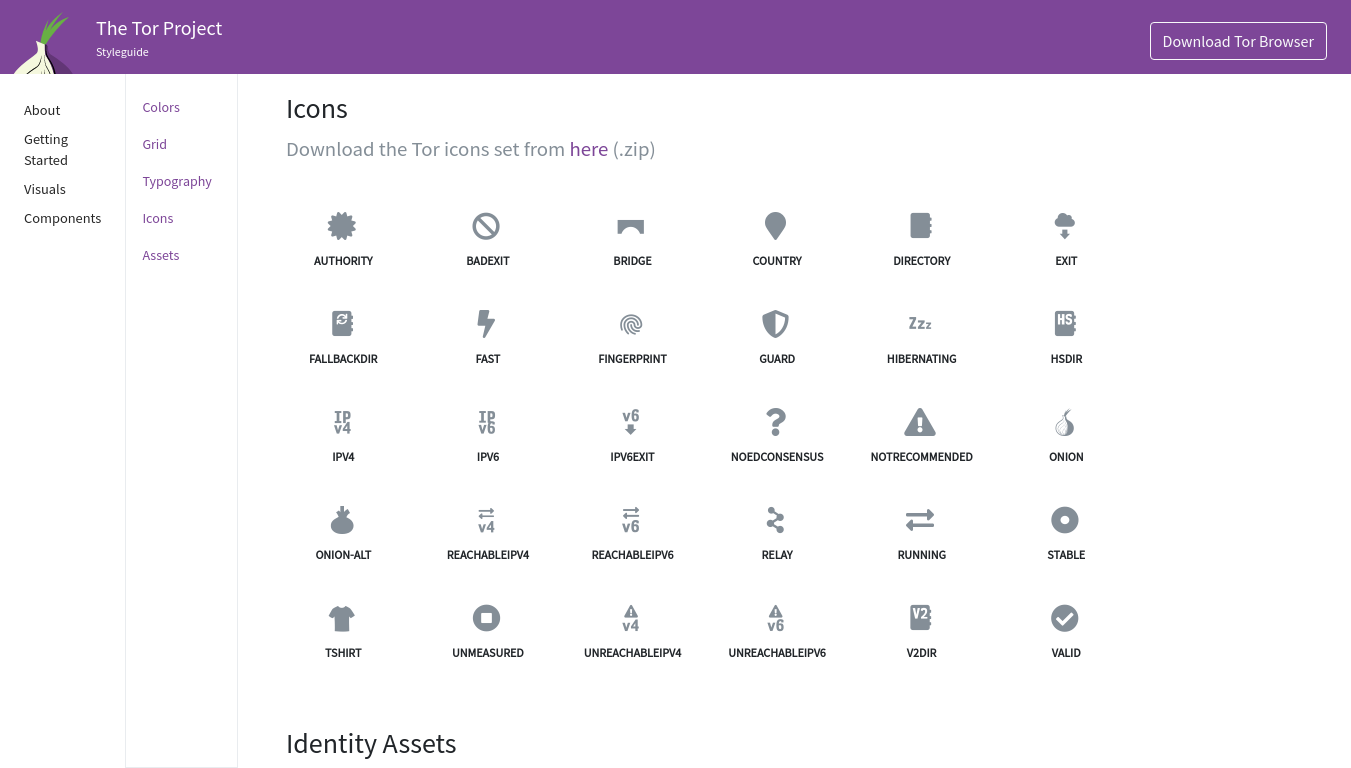 The Tor Project
Styleguide
Download Tor Browser
About
Getting
Started
Visuals
Components
Colors
Grid
Typography
Icons
Assets
Icons
Download the Tor icons set from here (.zip)
AUTHORITY
BADEXIT
BRIDGE
COUNTRY
DIRECTORY
EXIT
FALLBACKDIR
FAST
FINGERPRINT
Zzz
GUARD
HIBERNATING
HS
HSDIR
IP
v4
IPV4
IP
v6
IPV6
v6
IPV6EXIT
?
NOEDCONSENSUS
!
NOTRECOMMENDED
ONION
ONION-ALT
v4
REACHABLEIPV4
v6
REACHABLEIPV6
RELAY
RUNNING
STABLE
TSHIRT
UNMEASURED
v4
UNREACHABLEIPV4
v6
UNREACHABLEIPV6
V2
V2DIR
VALID
Identity Assets